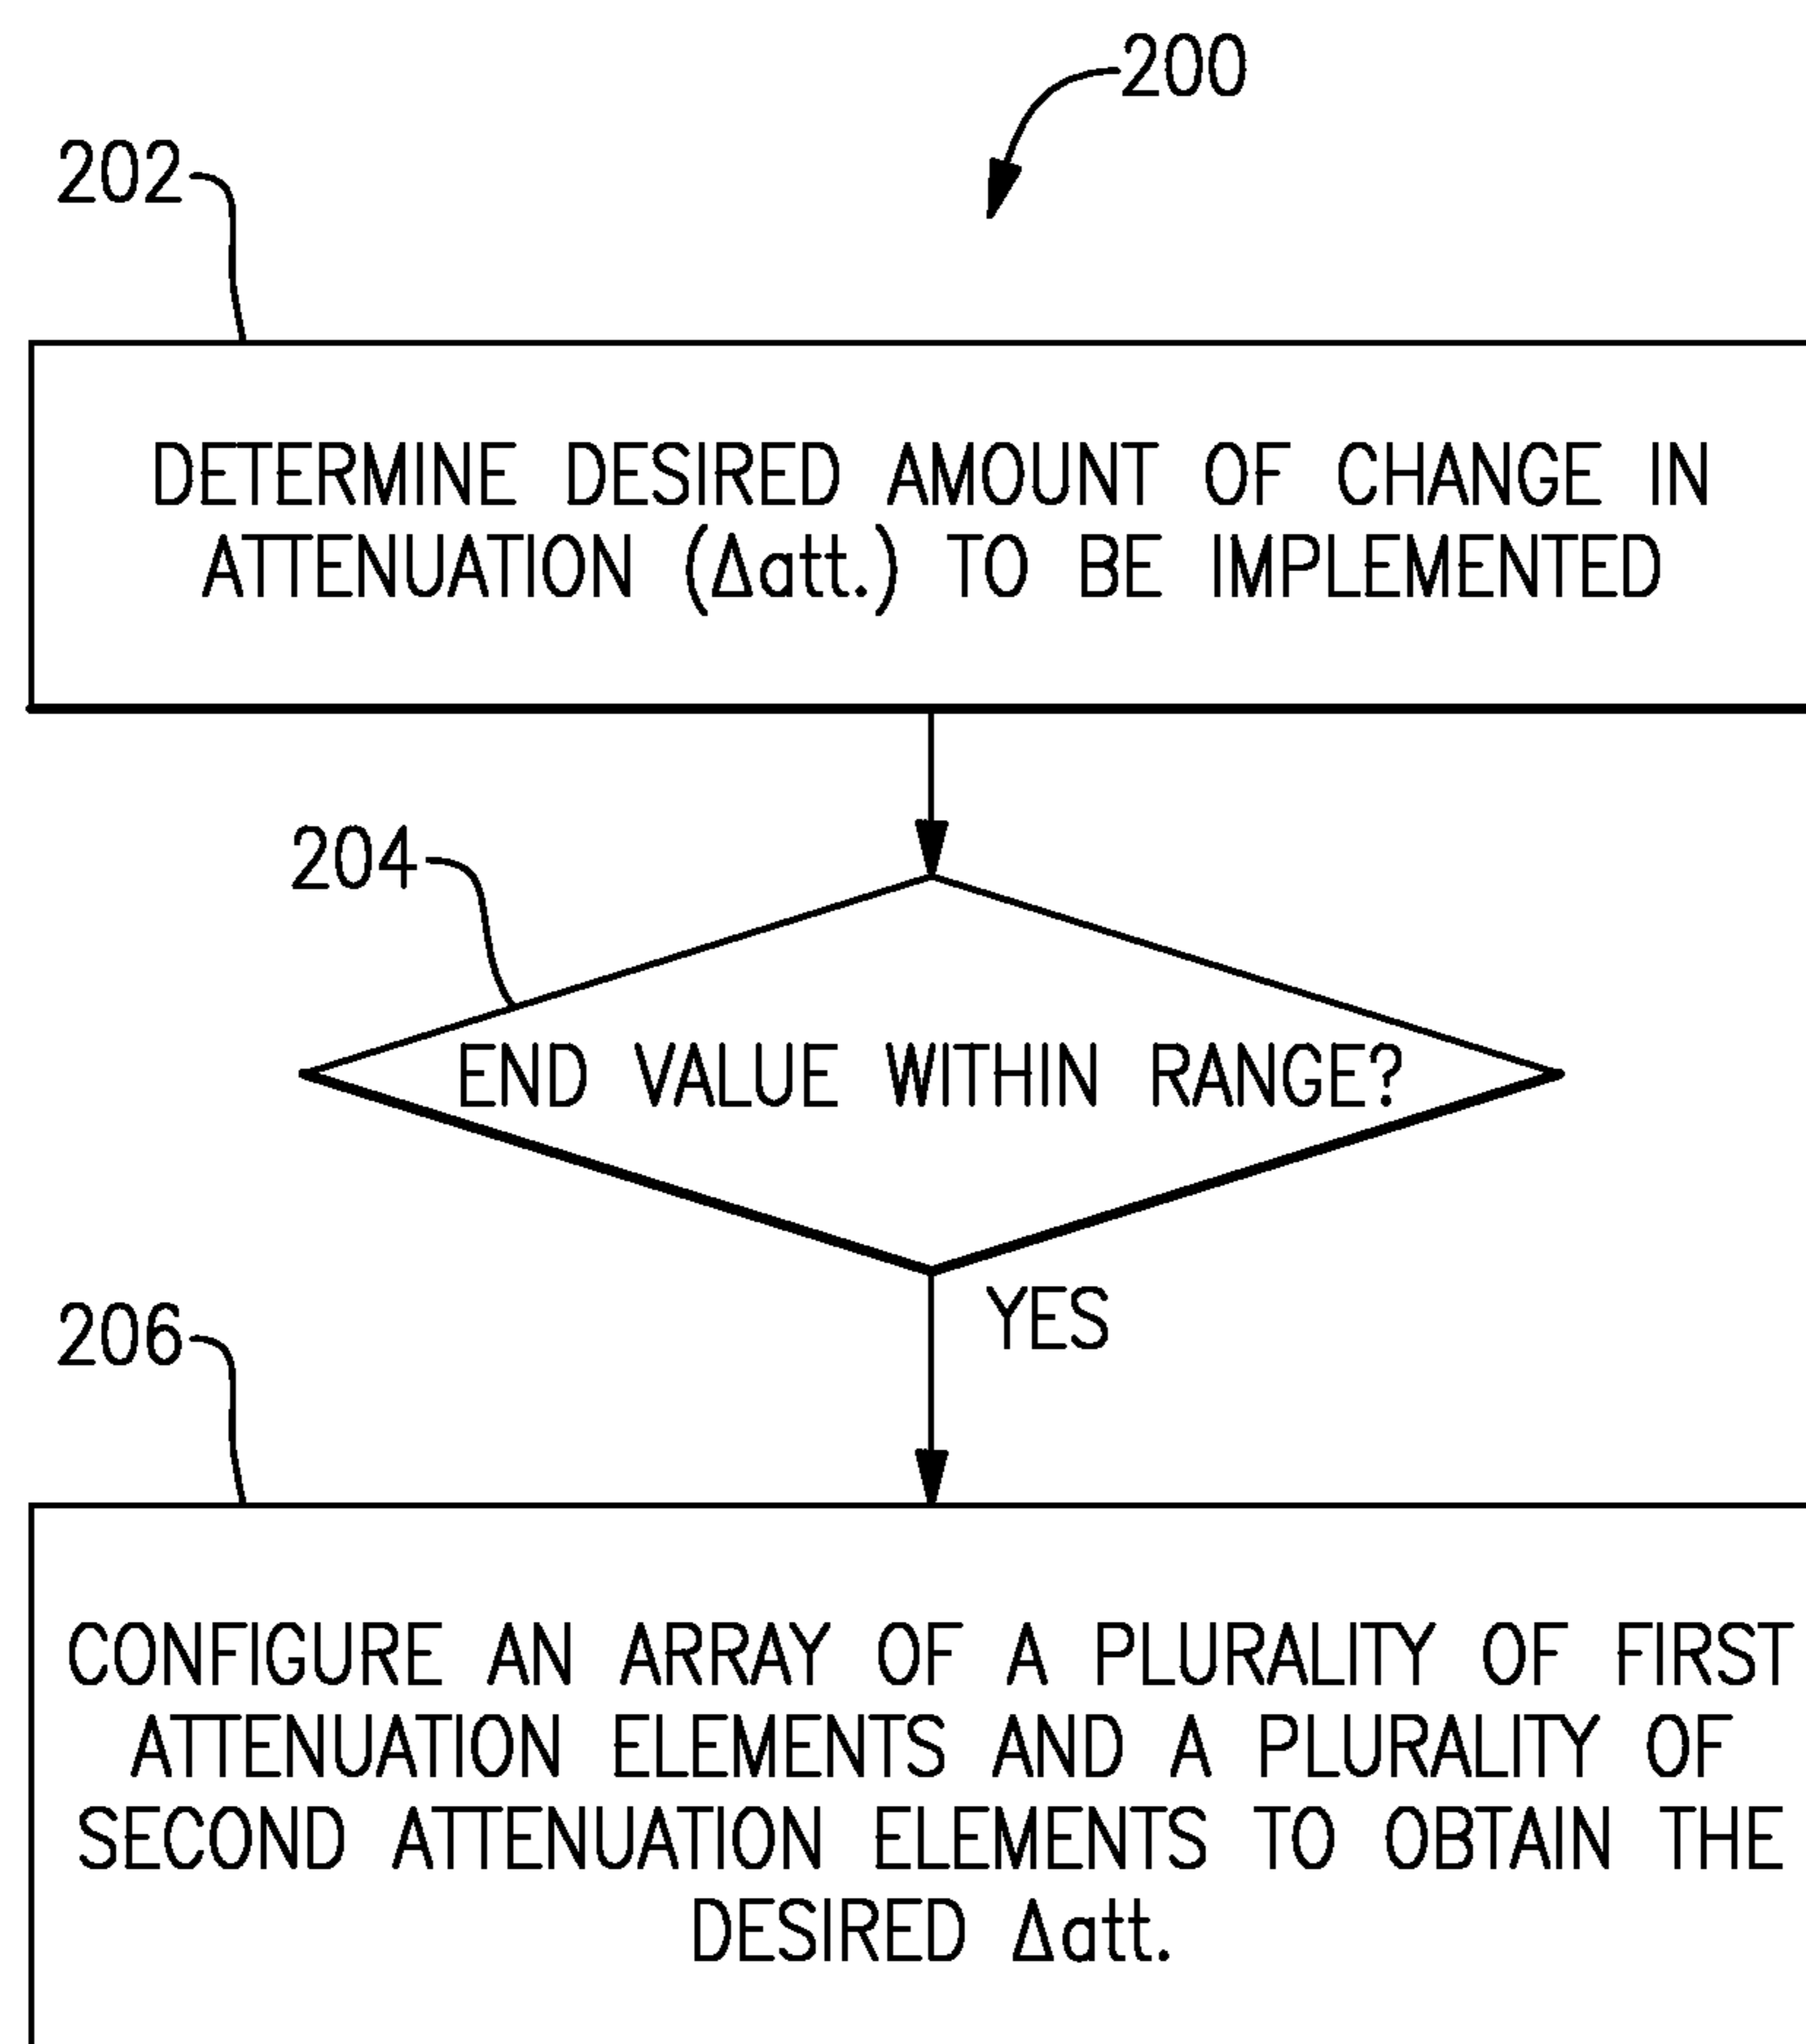 200
202
DETERMINE DESIRED AMOUNT OF CHANGE IN
ATTENUATION (Δatt.) TO BE IMPLEMENTED
204
END VALUE WITHIN RANGE?
YES
206
CONFIGURE AN ARRAY OF A PLURALITY OF FIRST
ATTENUATION ELEMENTS AND A PLURALITY OF
SECOND ATTENUATION ELEMENTS TO OBTAIN THE
DESIRED Δatt.